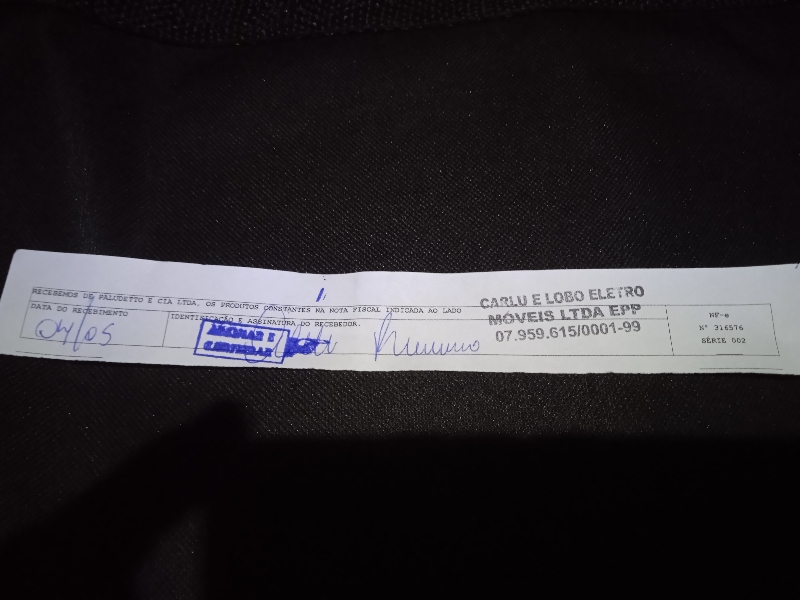 RECEBEMOS DE PALUDETTO E CIA LTDA, OS PRODUTOS CONSTANTES NA NOTA FISCAL INDICADA AO LADO
DATA DO RECEBIMENTO
04/05
IDENTIFICAÇÃO E ASSINATURA DO RECEBEDOR.
CARLU E LOBO ELETRO
MÓVEIS LTDA EPP
07.959.615/0001-99
NF-e
Nº 316576
SÉRIE 002